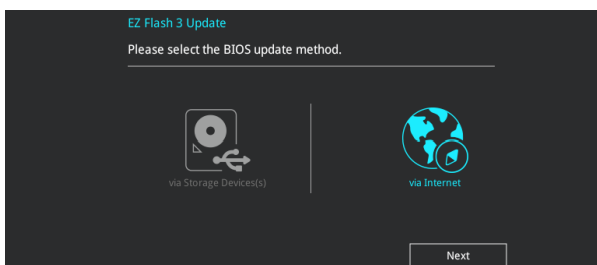 EZ Flash 3 Update
Please select the BIOS update method.
via Storage Devices(s)
via Internet
Next